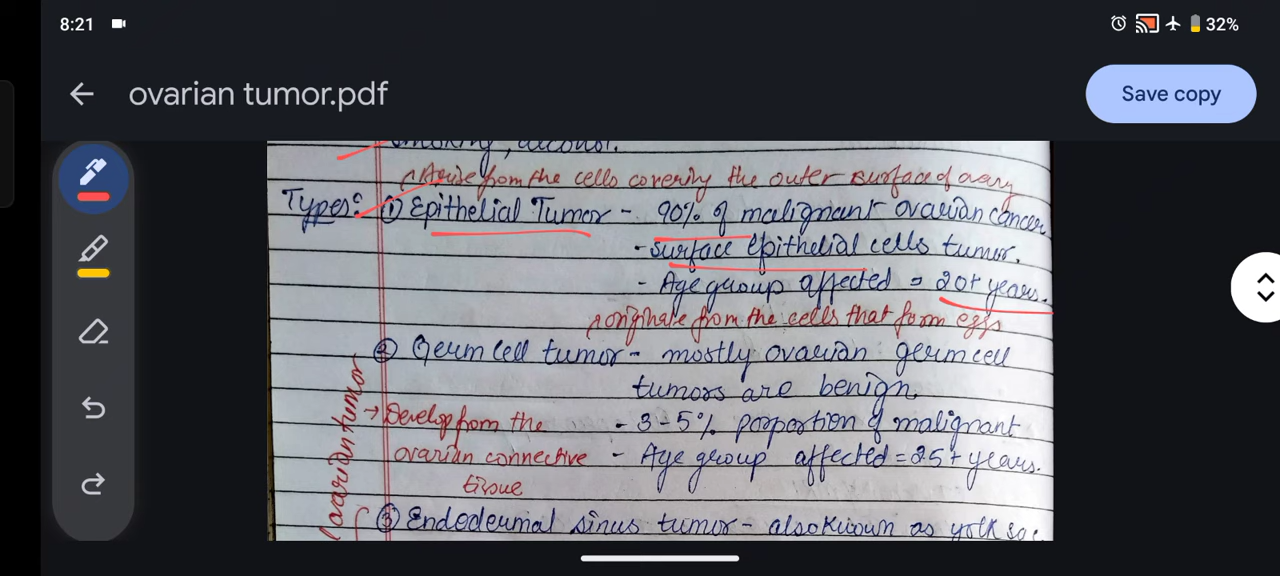 8:21
32%
ovarian tumor.pdf
Save copy
smoking, alcohol.
Arise from the cells covering the outer surface of ovary
Types: ① Epithelial Tumor - 90% of malignant ovarian cancer
- Surface epithelial cells tumor.
- Age group affected = 20+ years.
originate from the cells that form eggs
② Germ cell tumor - mostly ovarian germ cell
tumors are benign.
→ Develop from the
- 3-5% porportion of malignant
ovarian connective
- Age group affected = 25+ years.
tissue
ovarian tumor
③ Endodermal sinus tumor - also known as yolk sac